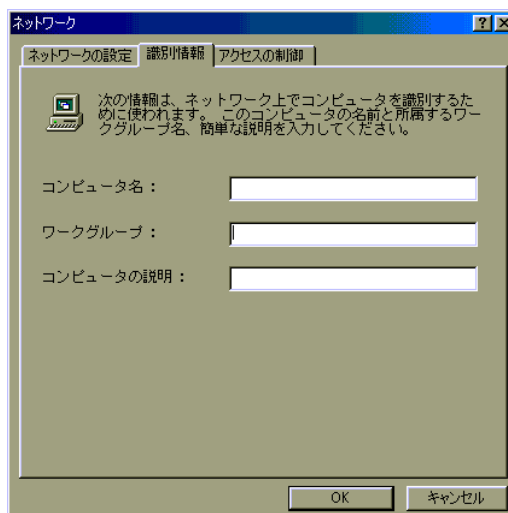 ネットワーク
ネットワークの設定 識別情報 アクセスの制御
次の情報は、ネットワーク上でコンピュータを識別するた
めに使われます。 このコンピュータの名前と所属するワー
クグループ名、簡単な説明を入力してください。
コンピュータ名：
ワークグループ：
コンピュータの説明：
OK キャンセル